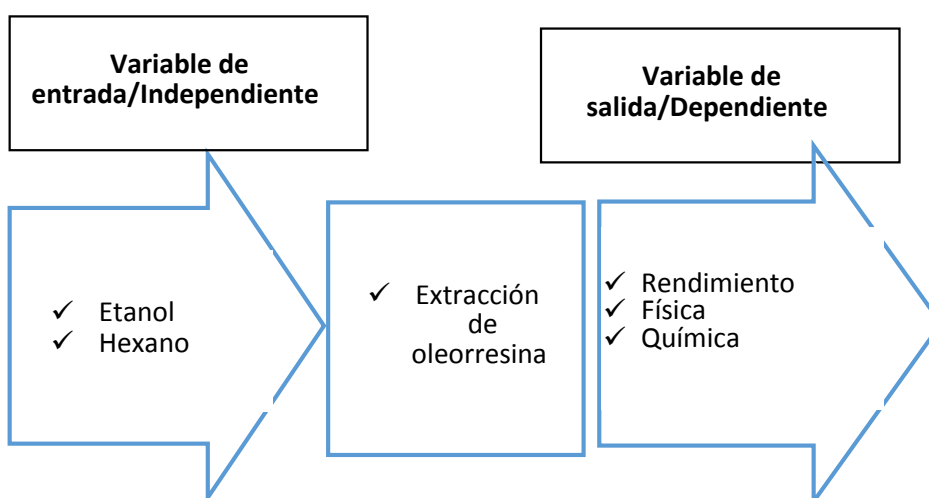 Variable de
entrada/Independiente
Variable de
salida/Dependiente
✓ Etanol
✓ Hexano
✓ Extracción
de
oleorresina
✓ Rendimiento
✓ Física
✓ Química